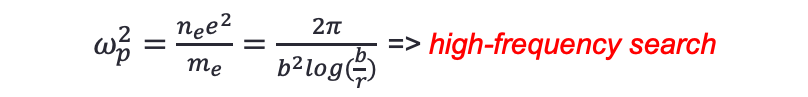 ω_p^2 = n_e e^2 / m_e = 2π / (b^2 log(b/r)) => high-frequency search